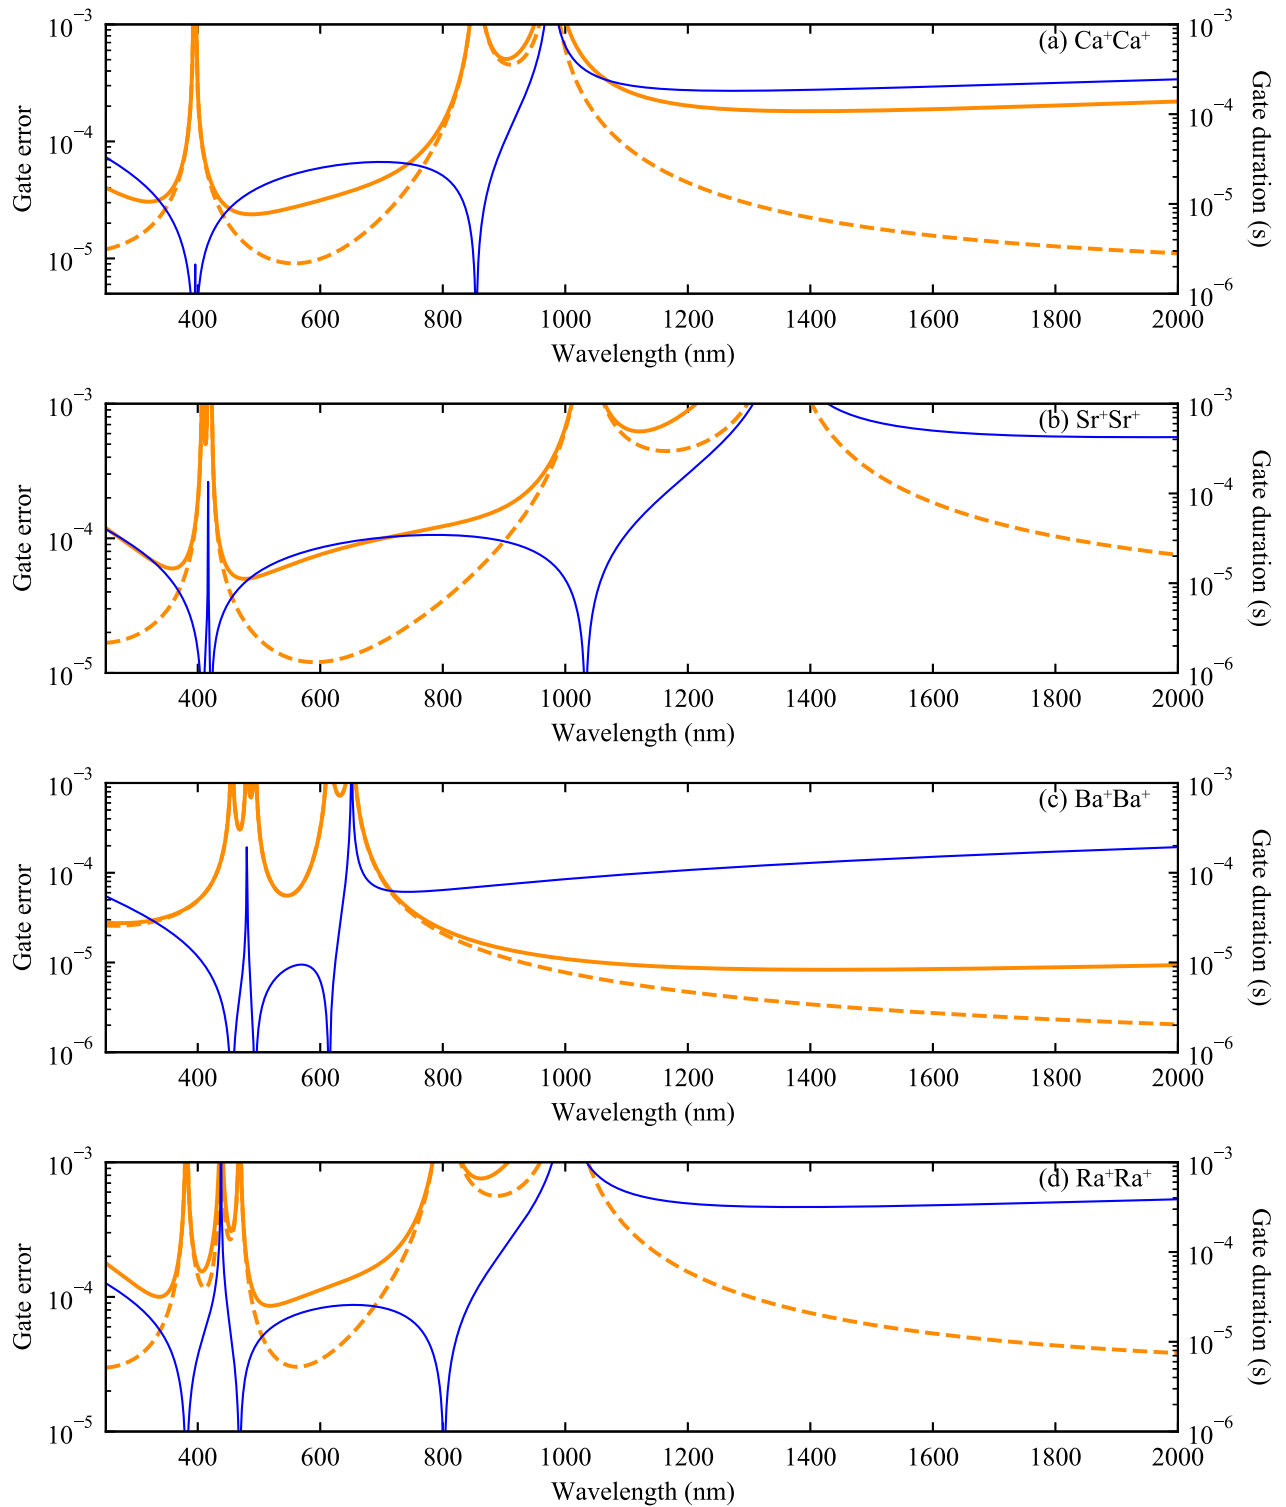 10⁻³ 10⁻³
(a) Ca⁺Ca⁺
10⁻⁴ 10⁻⁴
10⁻⁵ 10⁻⁵
10⁻⁶
Gate error
Gate duration (s)
400 600 800 1000 1200 1400 1600 1800 2000
Wavelength (nm)
10⁻³ 10⁻³
(b) Sr⁺Sr⁺
10⁻⁴ 10⁻⁴
10⁻⁵
10⁻⁵ 10⁻⁶
Gate error
Gate duration (s)
400 600 800 1000 1200 1400 1600 1800 2000
Wavelength (nm)
10⁻³ 10⁻³
(c) Ba⁺Ba⁺
10⁻⁴ 10⁻⁴
10⁻⁵ 10⁻⁵
10⁻⁶ 10⁻⁶
Gate error
Gate duration (s)
400 600 800 1000 1200 1400 1600 1800 2000
Wavelength (nm)
10⁻³ 10⁻³
(d) Ra⁺Ra⁺
10⁻⁴ 10⁻⁴
10⁻⁵
10⁻⁵ 10⁻⁶
Gate error
Gate duration (s)
400 600 800 1000 1200 1400 1600 1800 2000
Wavelength (nm)